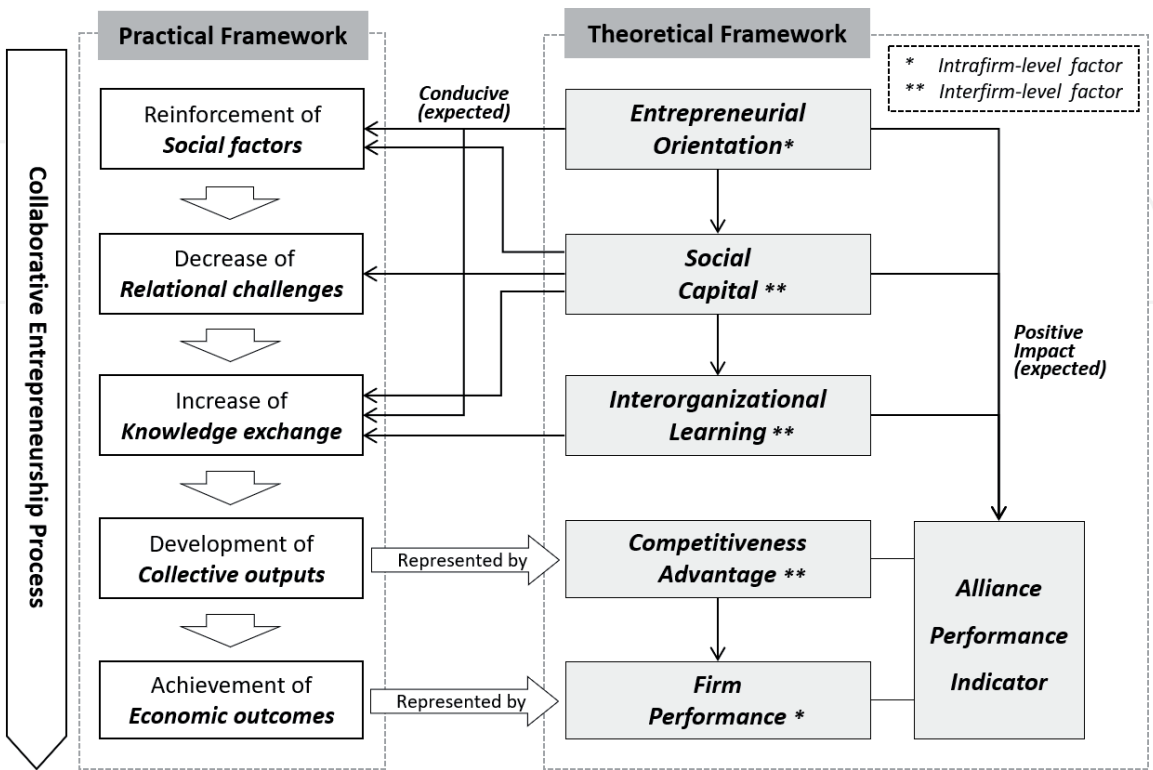 Practical Framework
Theoretical Framework
* Intrafirm-level factor
** Interfirm-level factor
Collaborative Entrepreneurship Process
Reinforcement of
Social factors
Conducive
(expected)
Entrepreneurial
Orientation*
Decrease of
Relational challenges
Social
Capital **
Positive
Impact
(expected)
Increase of
Knowledge exchange
Interorganizational
Learning **
Development of
Collective outputs
Represented by
Competitiveness
Advantage **
Alliance
Performance
Indicator
Achievement of
Economic outcomes
Represented by
Firm
Performance *